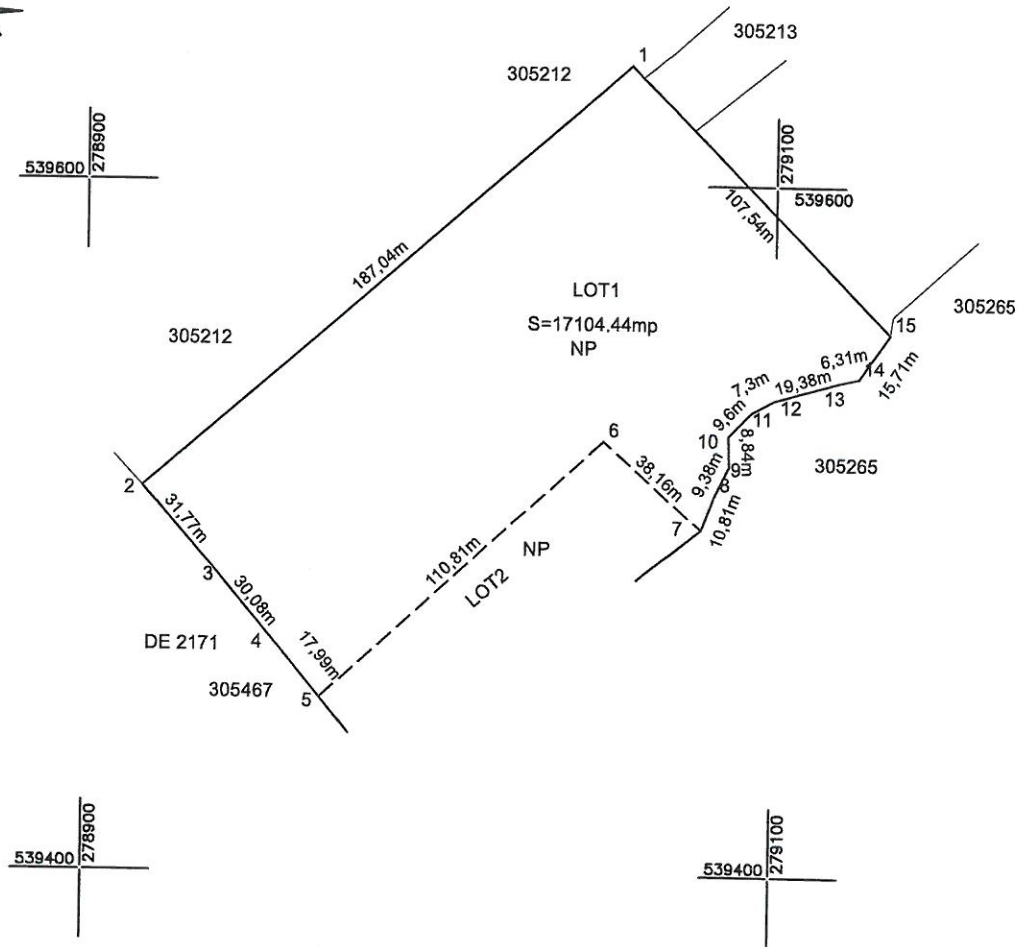 305213
1
305212
278900
539600
279100
539600
107,54m
187,04m
LOT1
S=17104.44mp
NP
305265
15
305212
6,31m
14
15,71m
7,3m
19,38m
13
12
9,6m
11
10
8,84m
6
305265
9
9,38m
8
38,16m
10,81m
7
2
31,77m
NP
110,81m
LOT2
3
30,08m
DE 2171
4
17,99m
305467
5
278900
539400
279100
539400